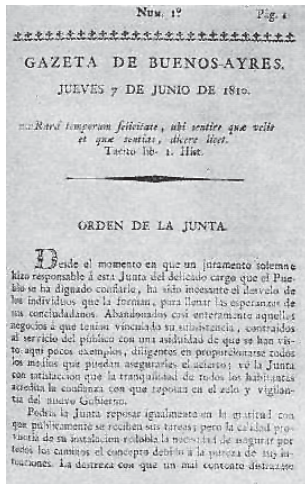 Num. 1º Pág. 1
GAZETA DE BUENOS-AYRES.
JUEVES 7 DE JUNIO DE 1810.
Rara temporum felicitate, ubi sentire quæ velis
et quæ sentias, dicere licet.
Tacito lib. 1. Hist.
ORDEN DE LA JUNTA.
Desde el momento en que un juramento solemne
hizo responsable á esta Junta del delicado cargo que el Pue-
blo se ha dignado confiarle, ha sido incesante el desvelo de
los individuos que la forman, para llenar las esperanzas de
sus conciudadanos. Abandonados casi enteramente aquellos
negocios á que tenian vinculado su subsistencia, contraidos
al servicio del público con una asiduidad de que se han vis-
to aquí pocos exemplos, diligentes en proporcionarse todos
los medios que puedan asegurarles el acierto; vé la Junta
con satisfaccion que la tranquilidad de todos los habitantes
acredita la confianza con que reposan en el zelo y vigilan-
cia del nuevo Gobierno.
Podria la Junta reposar igualmente en la gratitud con
que publicamente se reciben sus tareas; pero la calidad pro-
visoria de su instalacion redobla la necesidad de asegurar por
todos los caminos el concepto debido á la pureza de sus in-
tenciones. La destreza con que un mal contento disfrazase